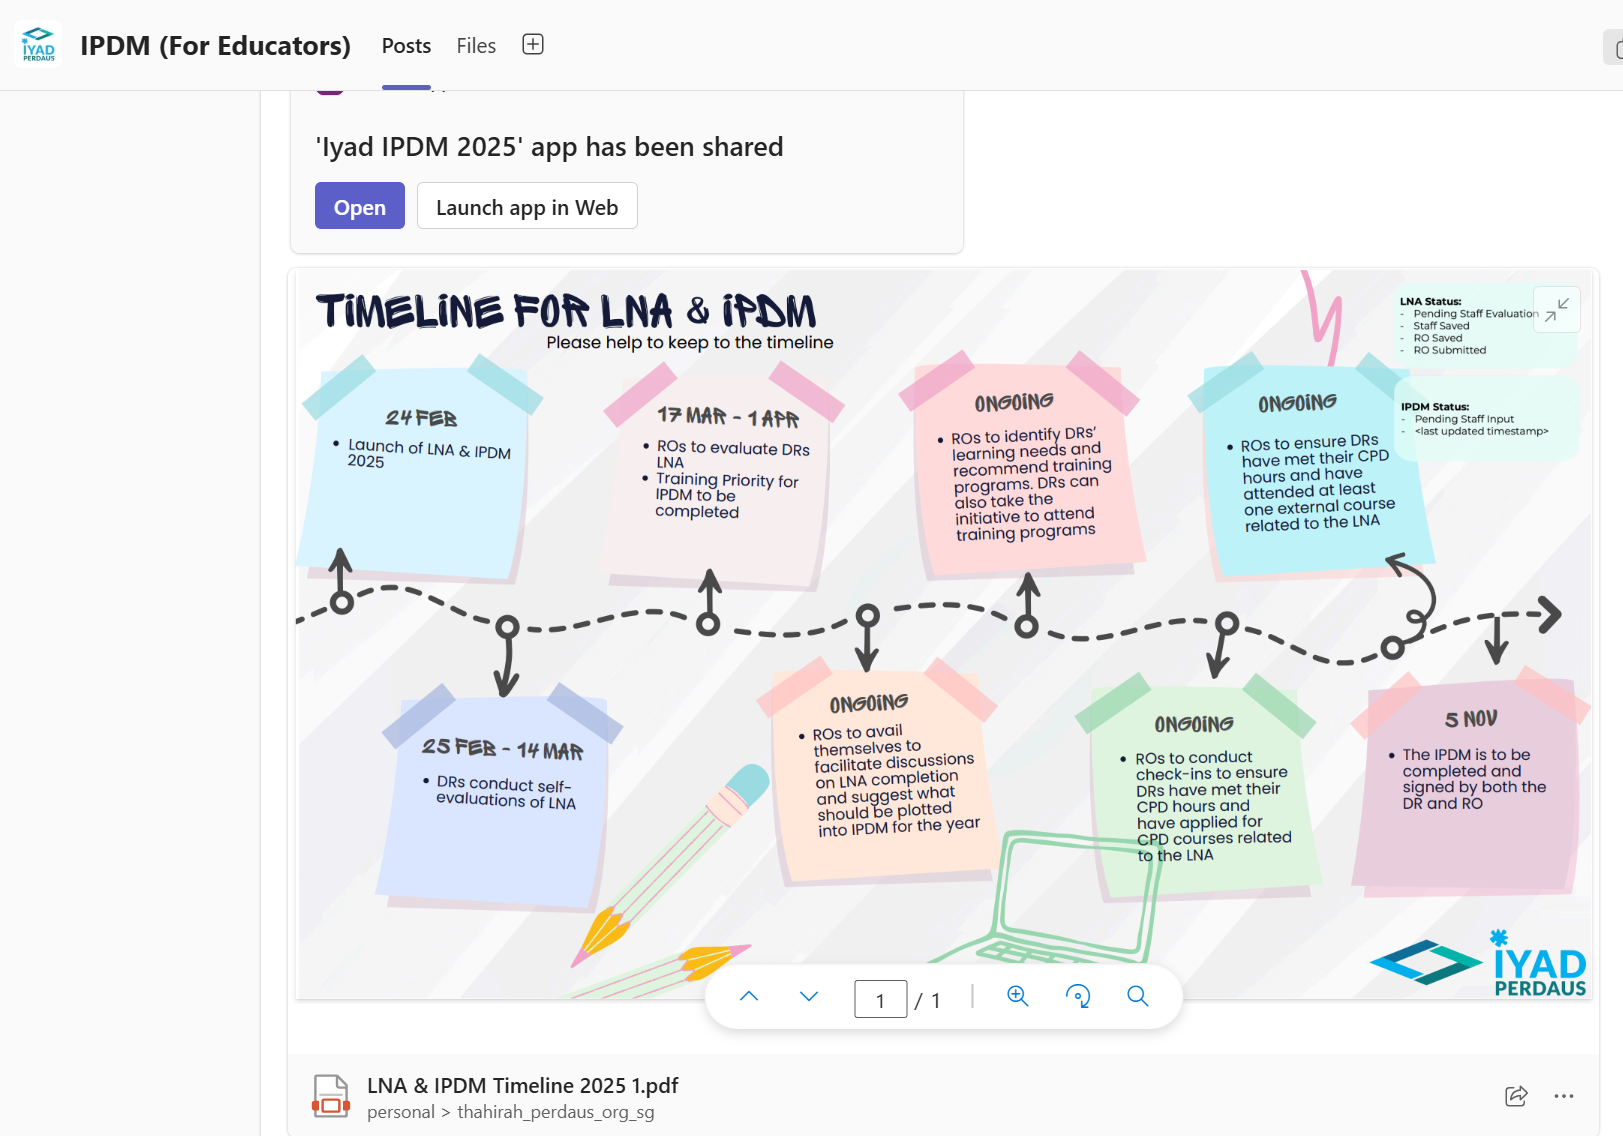 IYAD
PERDAUS
IPDM (For Educators)
Posts
Files
'Iyad IPDM 2025' app has been shared
Open
Launch app in Web
TIMELINE FOR LNA & IPDM
Please help to keep to the timeline
LNA Status:
- Pending Staff Evaluation
- Staff Saved
- RO Saved
- RO Submitted
IPDM Status:
- Pending Staff Input
- <last updated timestamp>
24 FEB
• Launch of LNA & IPDM
2025
17 MAR - 1 APR
• ROs to evaluate DRs
LNA
• Training Priority for
IPDM to be
completed
ONGOING
• ROs to identify DRs'
learning needs and
recommend training
programs. DRs can
also take the
initiative to attend
training programs
ONGOING
• ROs to ensure DRs
have met their CPD
hours and have
attended at least
one external course
related to the LNA
25 FEB - 14 MAR
• DRs conduct self-
evaluations of LNA
ONGOING
• ROs to avail
themselves to
facilitate discussions
on LNA completion
and suggest what
should be plotted
into IPDM for the year
ONGOING
• ROs to conduct
check-ins to ensure
DRs have met their
CPD hours and
have applied for
CPD courses related
to the LNA
5 NOV
• The IPDM is to be
completed and
signed by both the
DR and RO
IYAD
PERDAUS
1 / 1
LNA & IPDM Timeline 2025 1.pdf
personal > thahirah_perdaus_org_sg